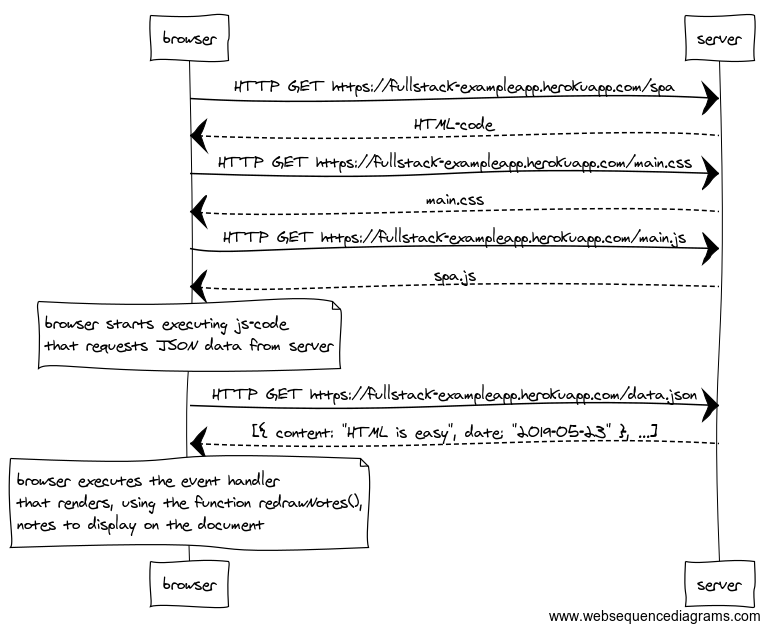 browser
server
HTTP GET https://fullstack-exampleapp.herokuapp.com/spa
HTML-code
HTTP GET https://fullstack-exampleapp.herokuapp.com/main.css
main.css
HTTP GET https://fullstack-exampleapp.herokuapp.com/main.js
spa.js
browser starts executing js-code
that requests JSON data from server
HTTP GET https://fullstack-exampleapp.herokuapp.com/data.json
[{ content: "HTML is easy", date: "2019-05-23" }, ...]
browser executes the event handler
that renders, using the function redrawNotes(),
notes to display on the document
browser
server
www.websequencediagrams.com